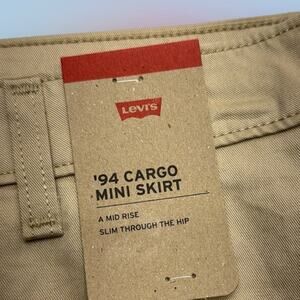 Levi's
'94 CARGO
MINI SKIRT
A MID RISE
SLIM THROUGH THE HIP